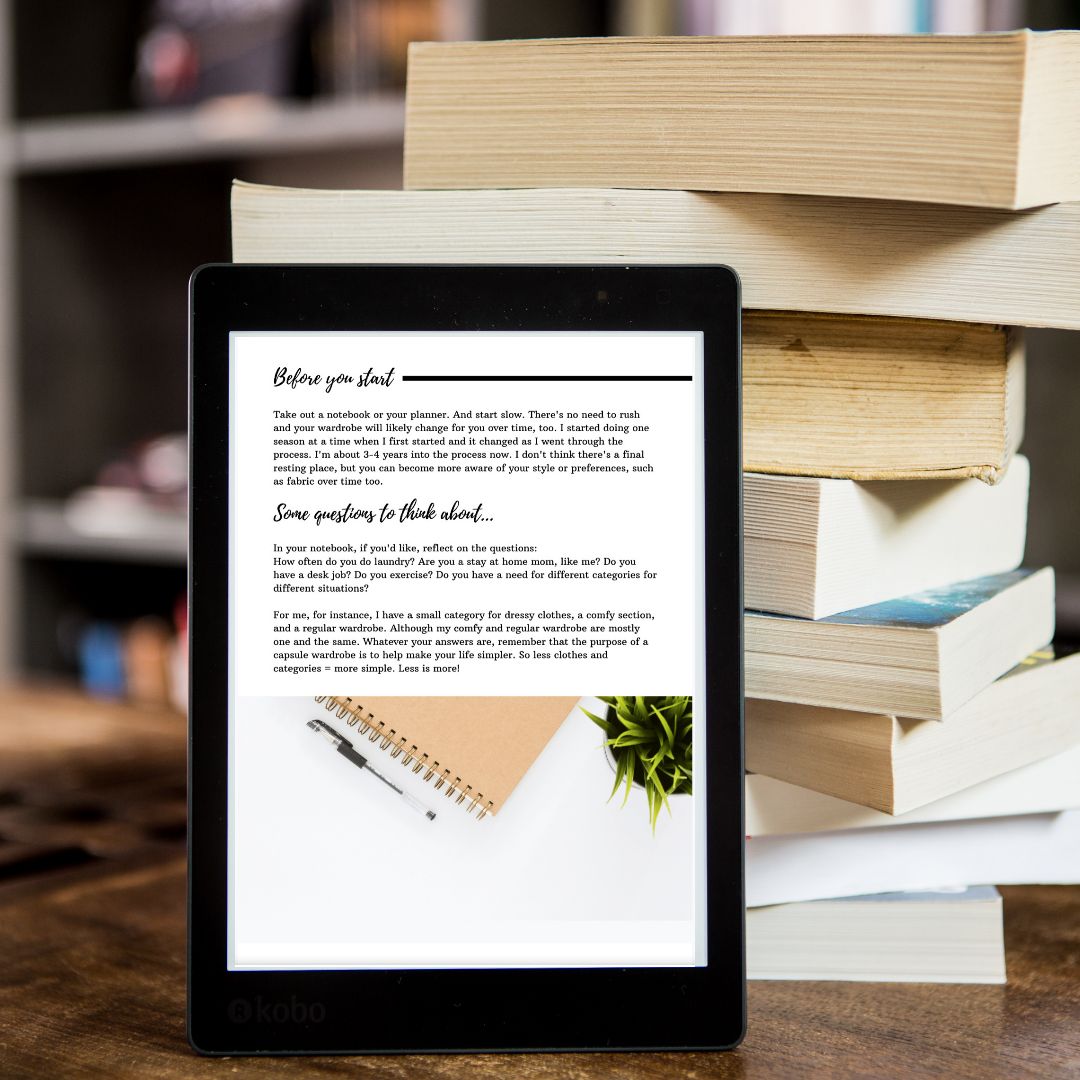 Before you start
Take out a notebook or your planner. And start slow. There's no need to rush
and your wardrobe will likely change for you over time, too. I started doing one
season at a time when I first started and it changed as I went through the
process. I'm about 3-4 years into the process now. I don't think there's a final
resting place, but you can become more aware of your style or preferences, such
as fabric over time too.
Some questions to think about...
In your notebook, if you'd like, reflect on the questions:
How often do you do laundry? Are you a stay at home mom, like me? Do you
have a desk job? Do you exercise? Do you have a need for different categories for
different situations?
For me, for instance, I have a small category for dressy clothes, a comfy section,
and a regular wardrobe. Although my comfy and regular wardrobe are mostly
one and the same. Whatever your answers are, remember that the purpose of a
capsule wardrobe is to help make your life simpler. So less clothes and
categories = more simple. Less is more!
kobo